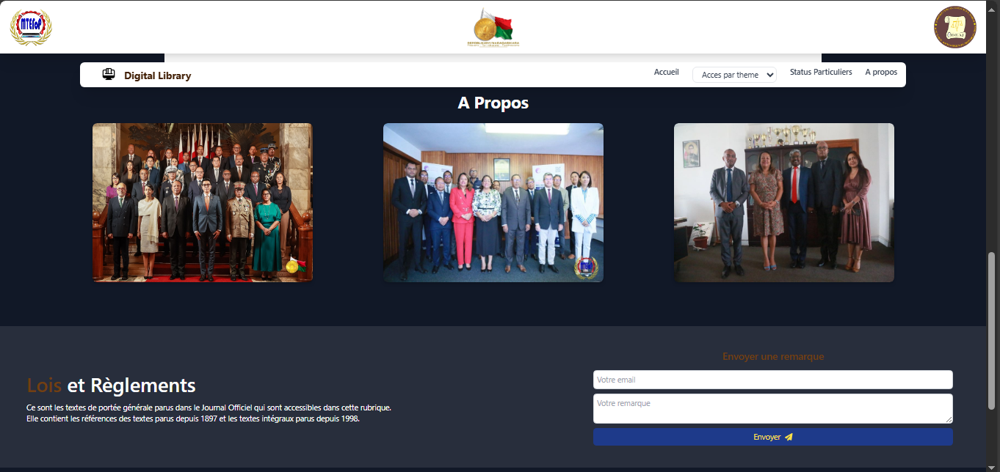 MTEFoP
REPOBLIKAN'I MADAGASIKARA
Digital Library
Accueil
Acces par theme
Status Particuliers
A propos
A Propos
MTEFoP
Envoyer une remarque
Votre email
Lois et Règlements
Votre remarque
Ce sont les textes de portée générale parus dans le Journal Officiel qui sont accessibles dans cette rubrique.
Elle contient les références des textes parus depuis 1897 et les textes intégraux parus depuis 1998.
Envoyer